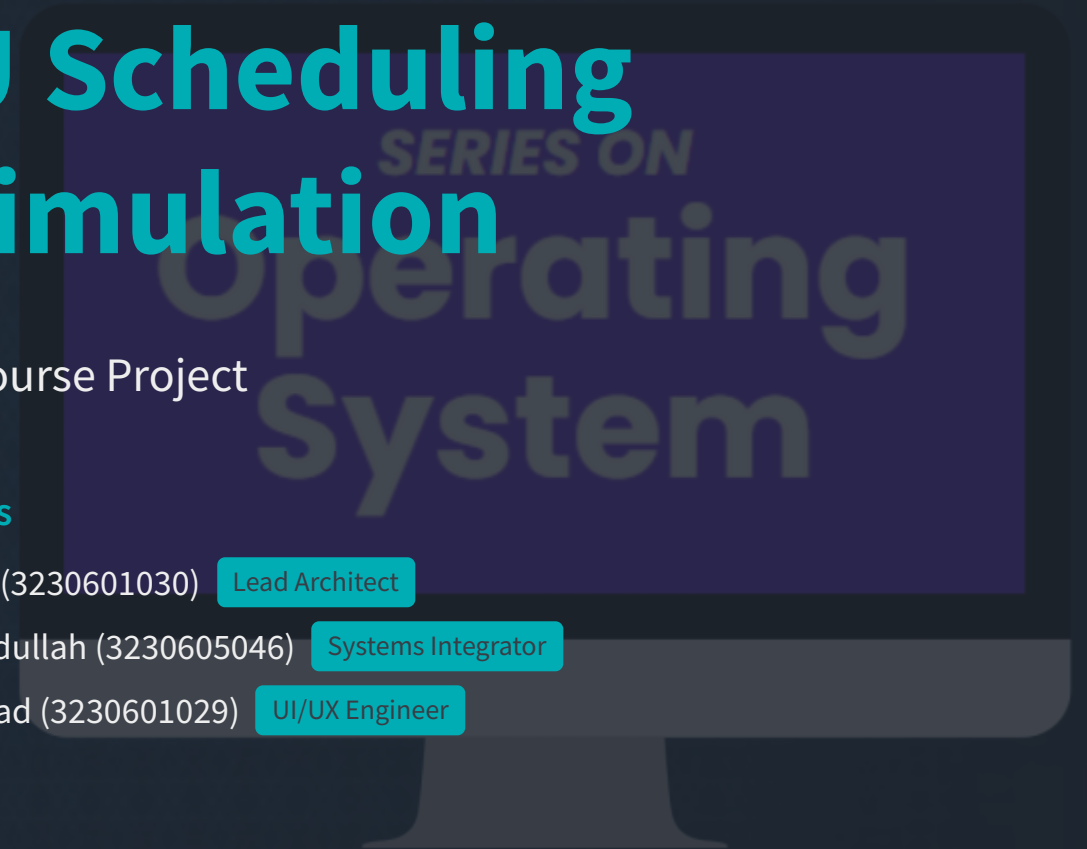 U Scheduling
SERIES ON
imulation
Operating
ourse Project
System
s
(3230601030) Lead Architect
dullah (3230605046) Systems Integrator
ad (3230601029) UI/UX Engineer